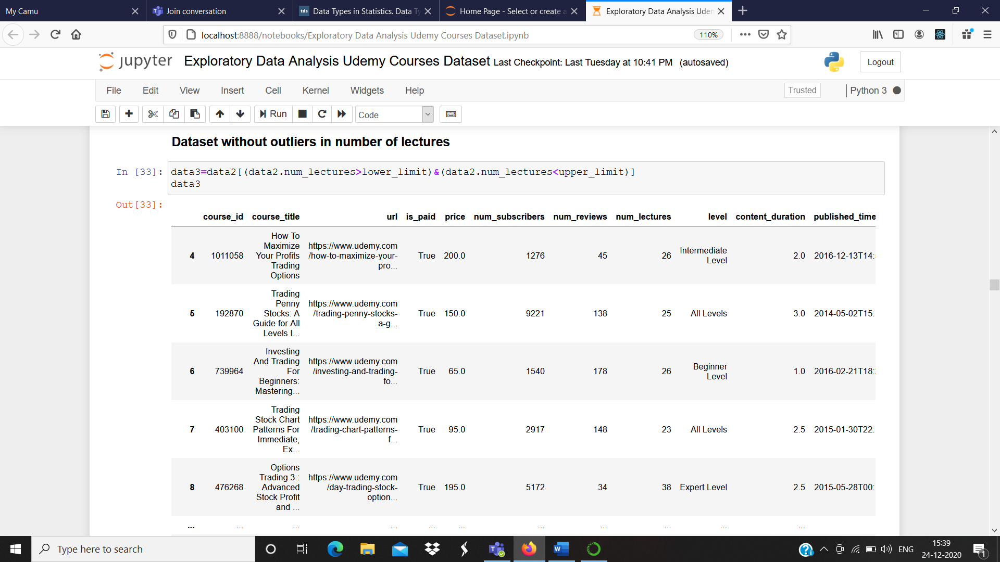 My Camu
Join conversation
tds Data Types in Statistics. Data Ty
Home Page - Select or create a
Exploratory Data Analysis Uden
localhost:8888/notebooks/Exploratory Data Analysis Udemy Courses Dataset.ipynb
110%
jupyter Exploratory Data Analysis Udemy Courses Dataset Last Checkpoint: Last Tuesday at 10:41 PM (autosaved)
Logout
File Edit View Insert Cell Kernel Widgets Help
Trusted
Python 3
Run
Code
Dataset without outliers in number of lectures
In [33]: data3=data2[(data2.num_lectures>lower_limit)&(data2.num_lectures<upper_limit)]
data3
Out[33]:
course_id course_title url is_paid price num_subscribers num_reviews num_lectures level content_duration published_time
4 1011058 How To Maximize Your Profits Trading Options https://www.udemy.com/how-to-maximize-your-pro... True 200.0 1276 45 26 Intermediate Level 2.0 2016-12-13T14:
5 192870 Trading Penny Stocks: A Guide for All Levels I... https://www.udemy.com/trading-penny-stocks-a-g... True 150.0 9221 138 25 All Levels 3.0 2014-05-02T15:
6 739964 Investing And Trading For Beginners: Mastering... https://www.udemy.com/investing-and-trading-fo... True 65.0 1540 178 26 Beginner Level 1.0 2016-02-21T18:
7 403100 Trading Stock Chart Patterns For Immediate, Ex... https://www.udemy.com/trading-chart-patterns-f... True 95.0 2917 148 23 All Levels 2.5 2015-01-30T22:
8 476268 Options Trading 3 : Advanced Stock Profit and ... https://www.udemy.com/day-trading-stock-option... True 195.0 5172 34 38 Expert Level 2.5 2015-05-28T00:
... ... ... ... ... ... ... ... ... ... ...
Type here to search
ENG
15:39
24-12-2020
1